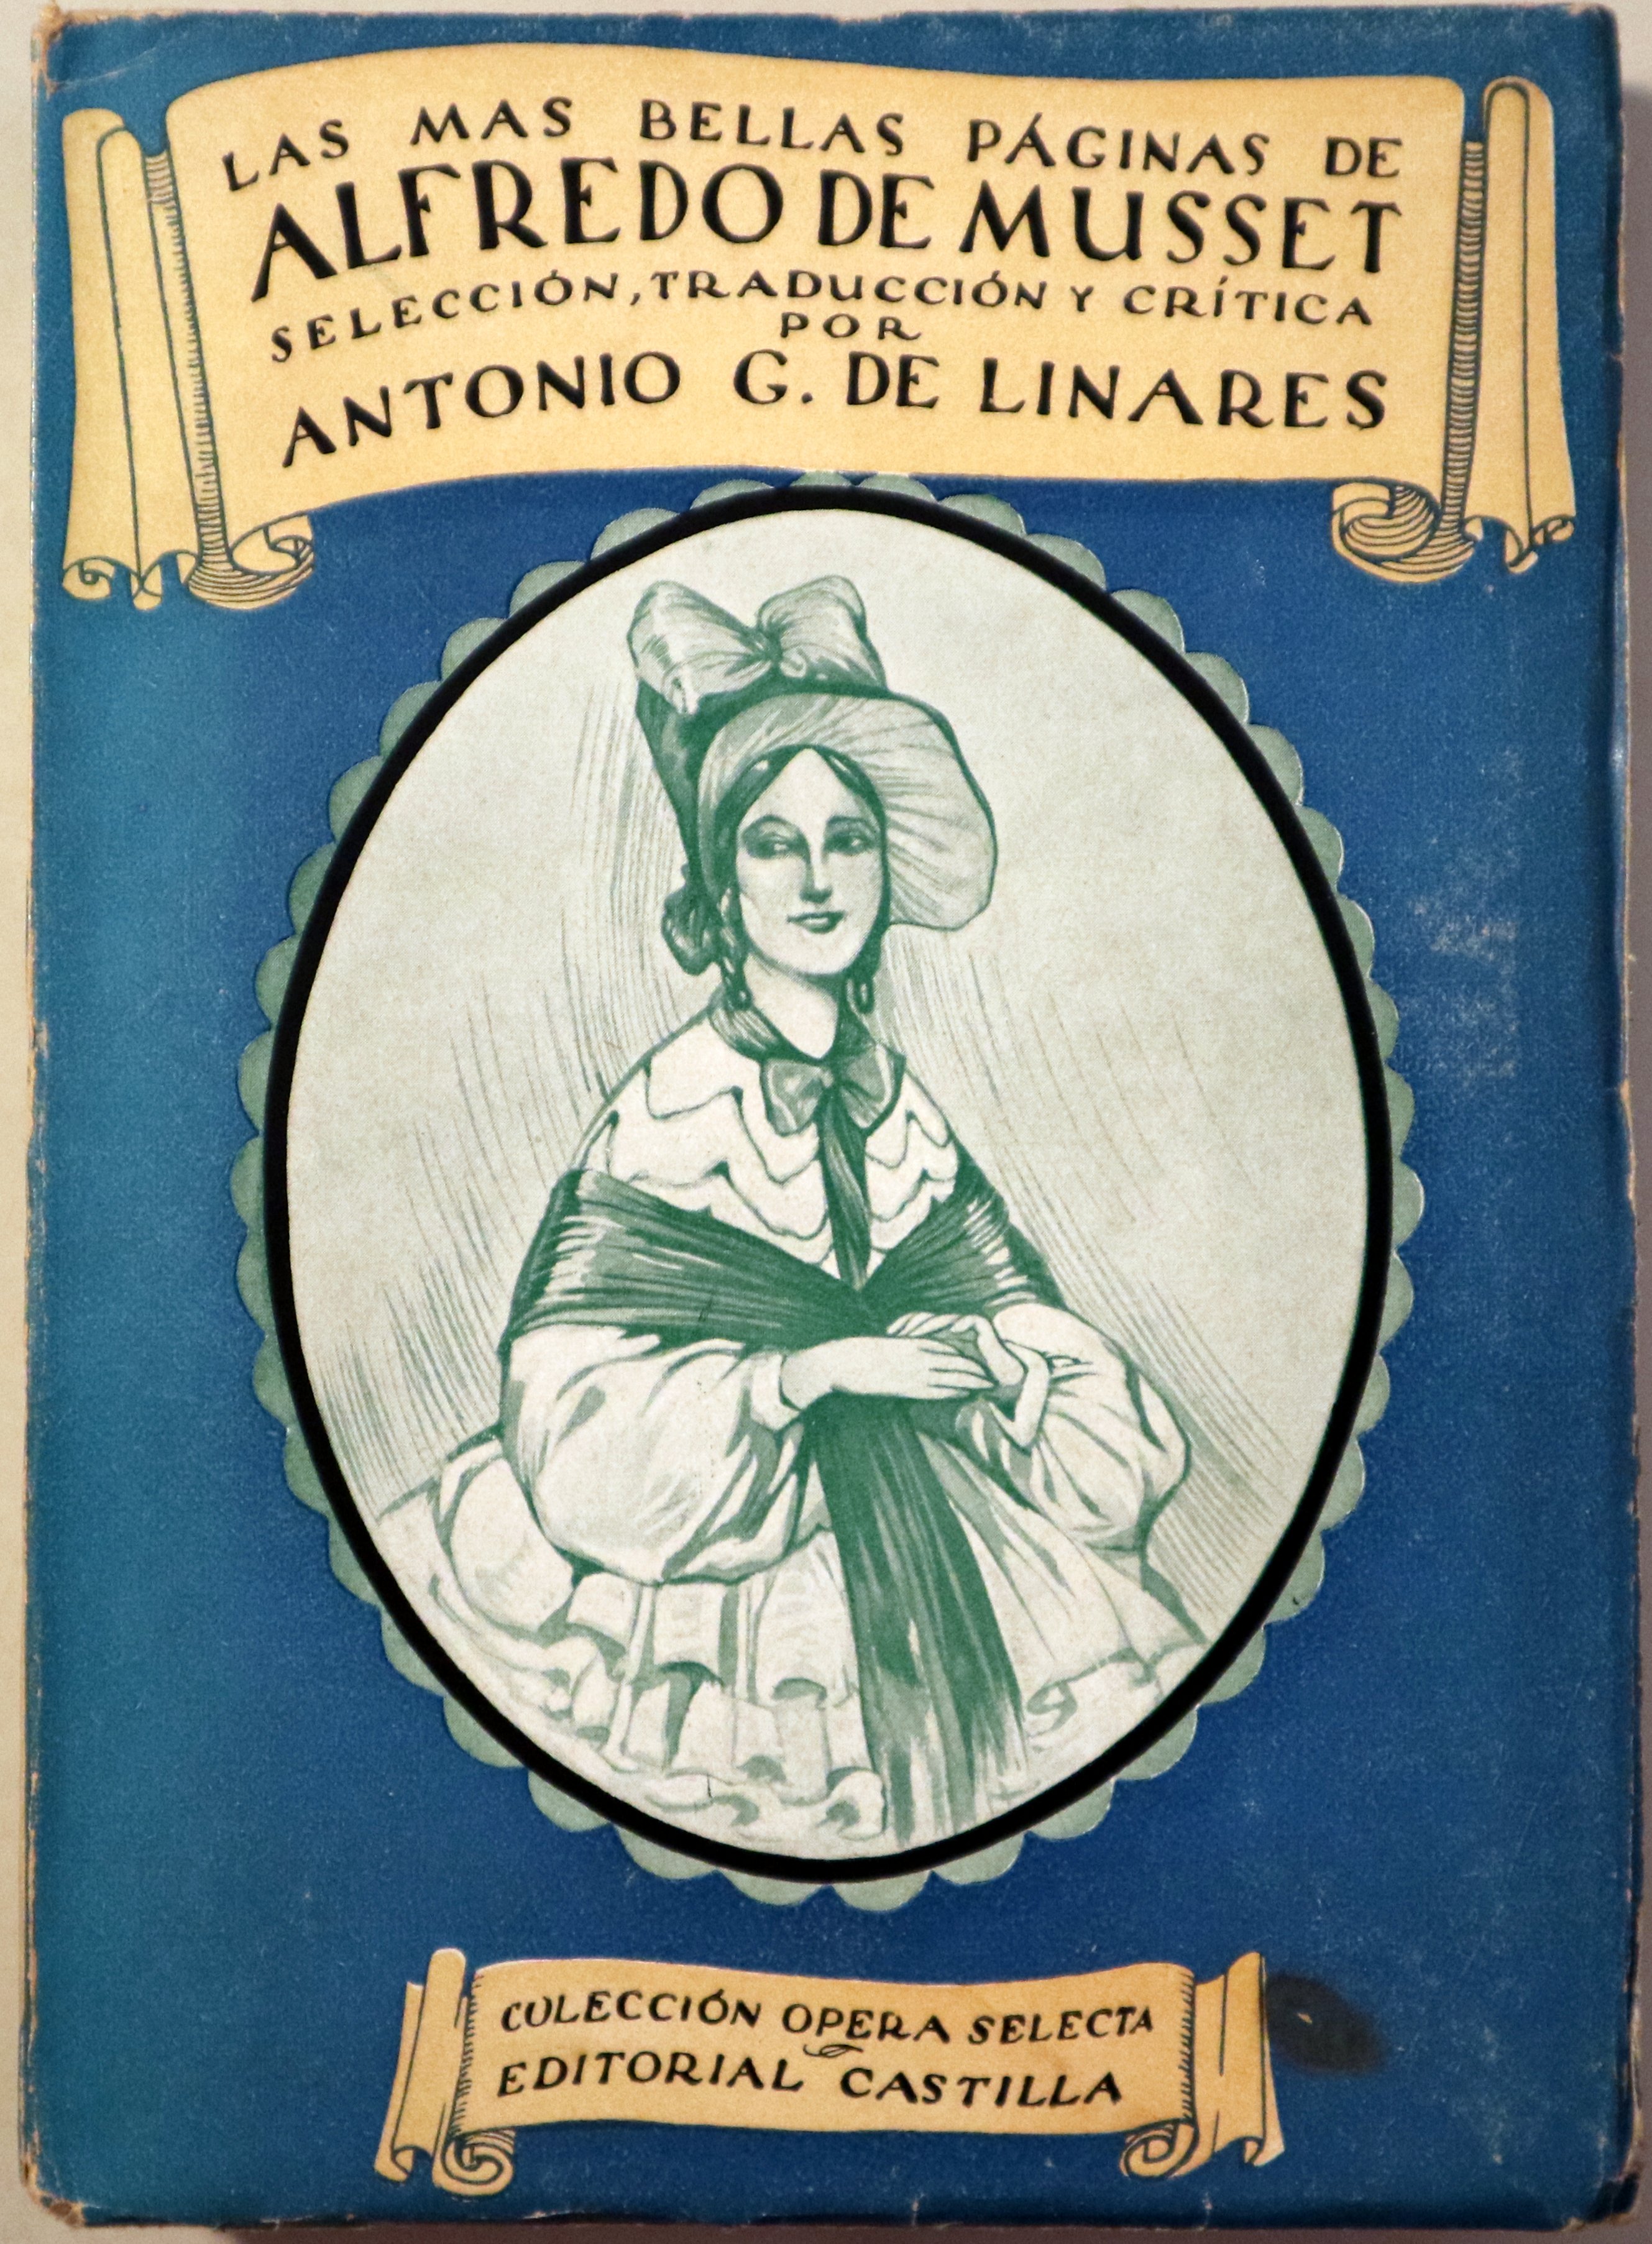 LAS MAS BELLAS PÁGINAS DE
ALFREDO DE MUSSET
SELECCIÓN, TRADUCCIÓN Y CRÍTICA
POR
ANTONIO G. DE LINARES
COLECCIÓN OPERA SELECTA
EDITORIAL CASTILLA